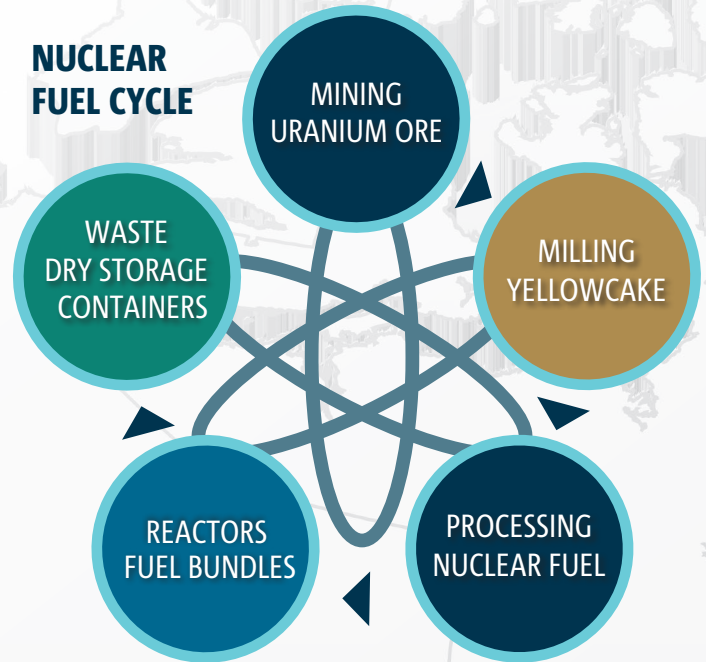 NUCLEAR
FUEL CYCLE
MINING
URANIUM ORE
MILLING
YELLOWCAKE
PROCESSING
NUCLEAR FUEL
REACTORS
FUEL BUNDLES
WASTE
DRY STORAGE
CONTAINERS